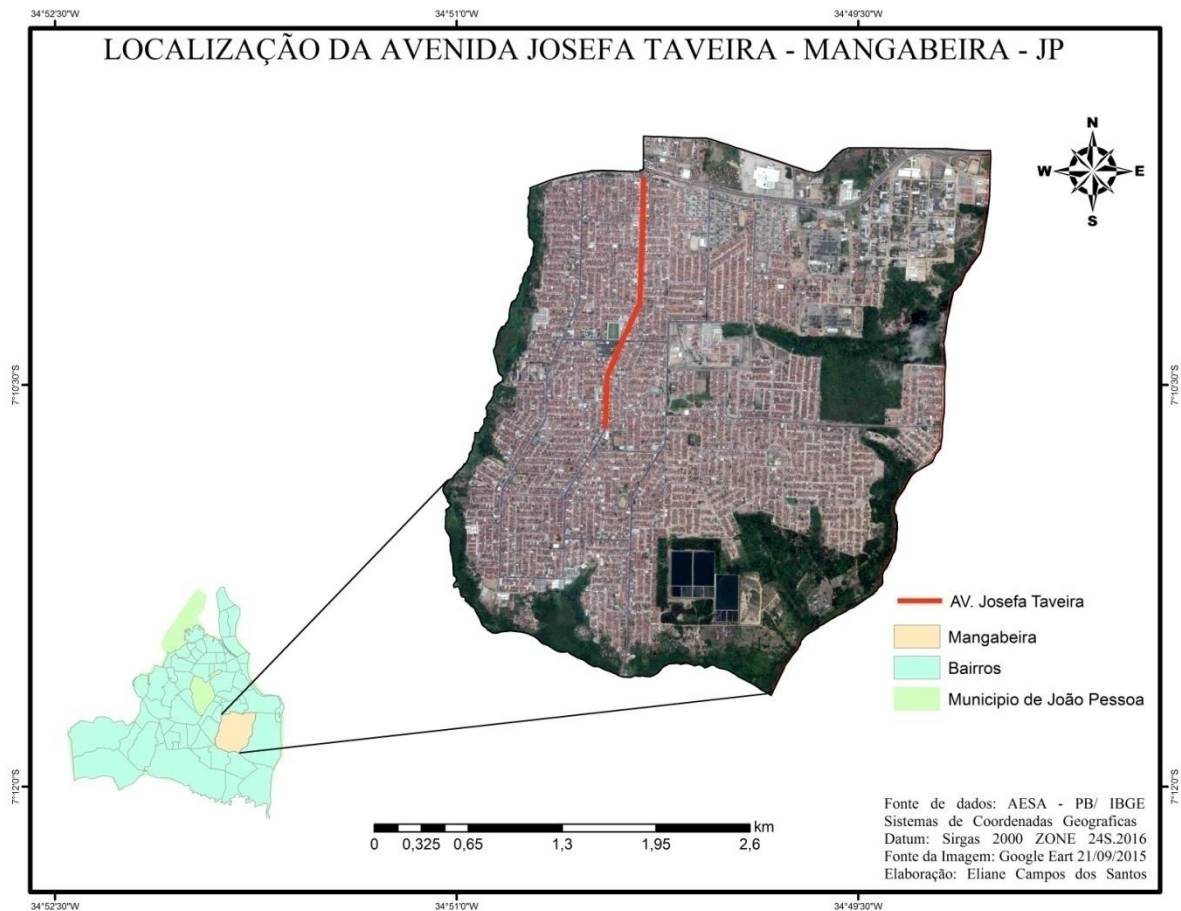 34°52'30"W
34°51'0"W
34°49'30"W
LOCALIZAÇÃO DA AVENIDA JOSEFA TAVEIRA - MANGABEIRA - JP
N
W
E
S
7°10'30"S
7°10'30"S
AV. Josefa Taveira
Mangabeira
Bairros
Municipio de João Pessoa
7°12'0"S
7°12'0"S
km
0 0,325 0,65 1,3 1,95 2,6
Fonte de dados: AESA - PB/ IBGE
Sistemas de Coordenadas Geograficas
Datum: Sirgas 2000 ZONE 24S.2016
Fonte da Imagem: Google Eart 21/09/2015
Elaboração: Eliane Campos dos Santos
34°52'30"W
34°51'0"W
34°49'30"W